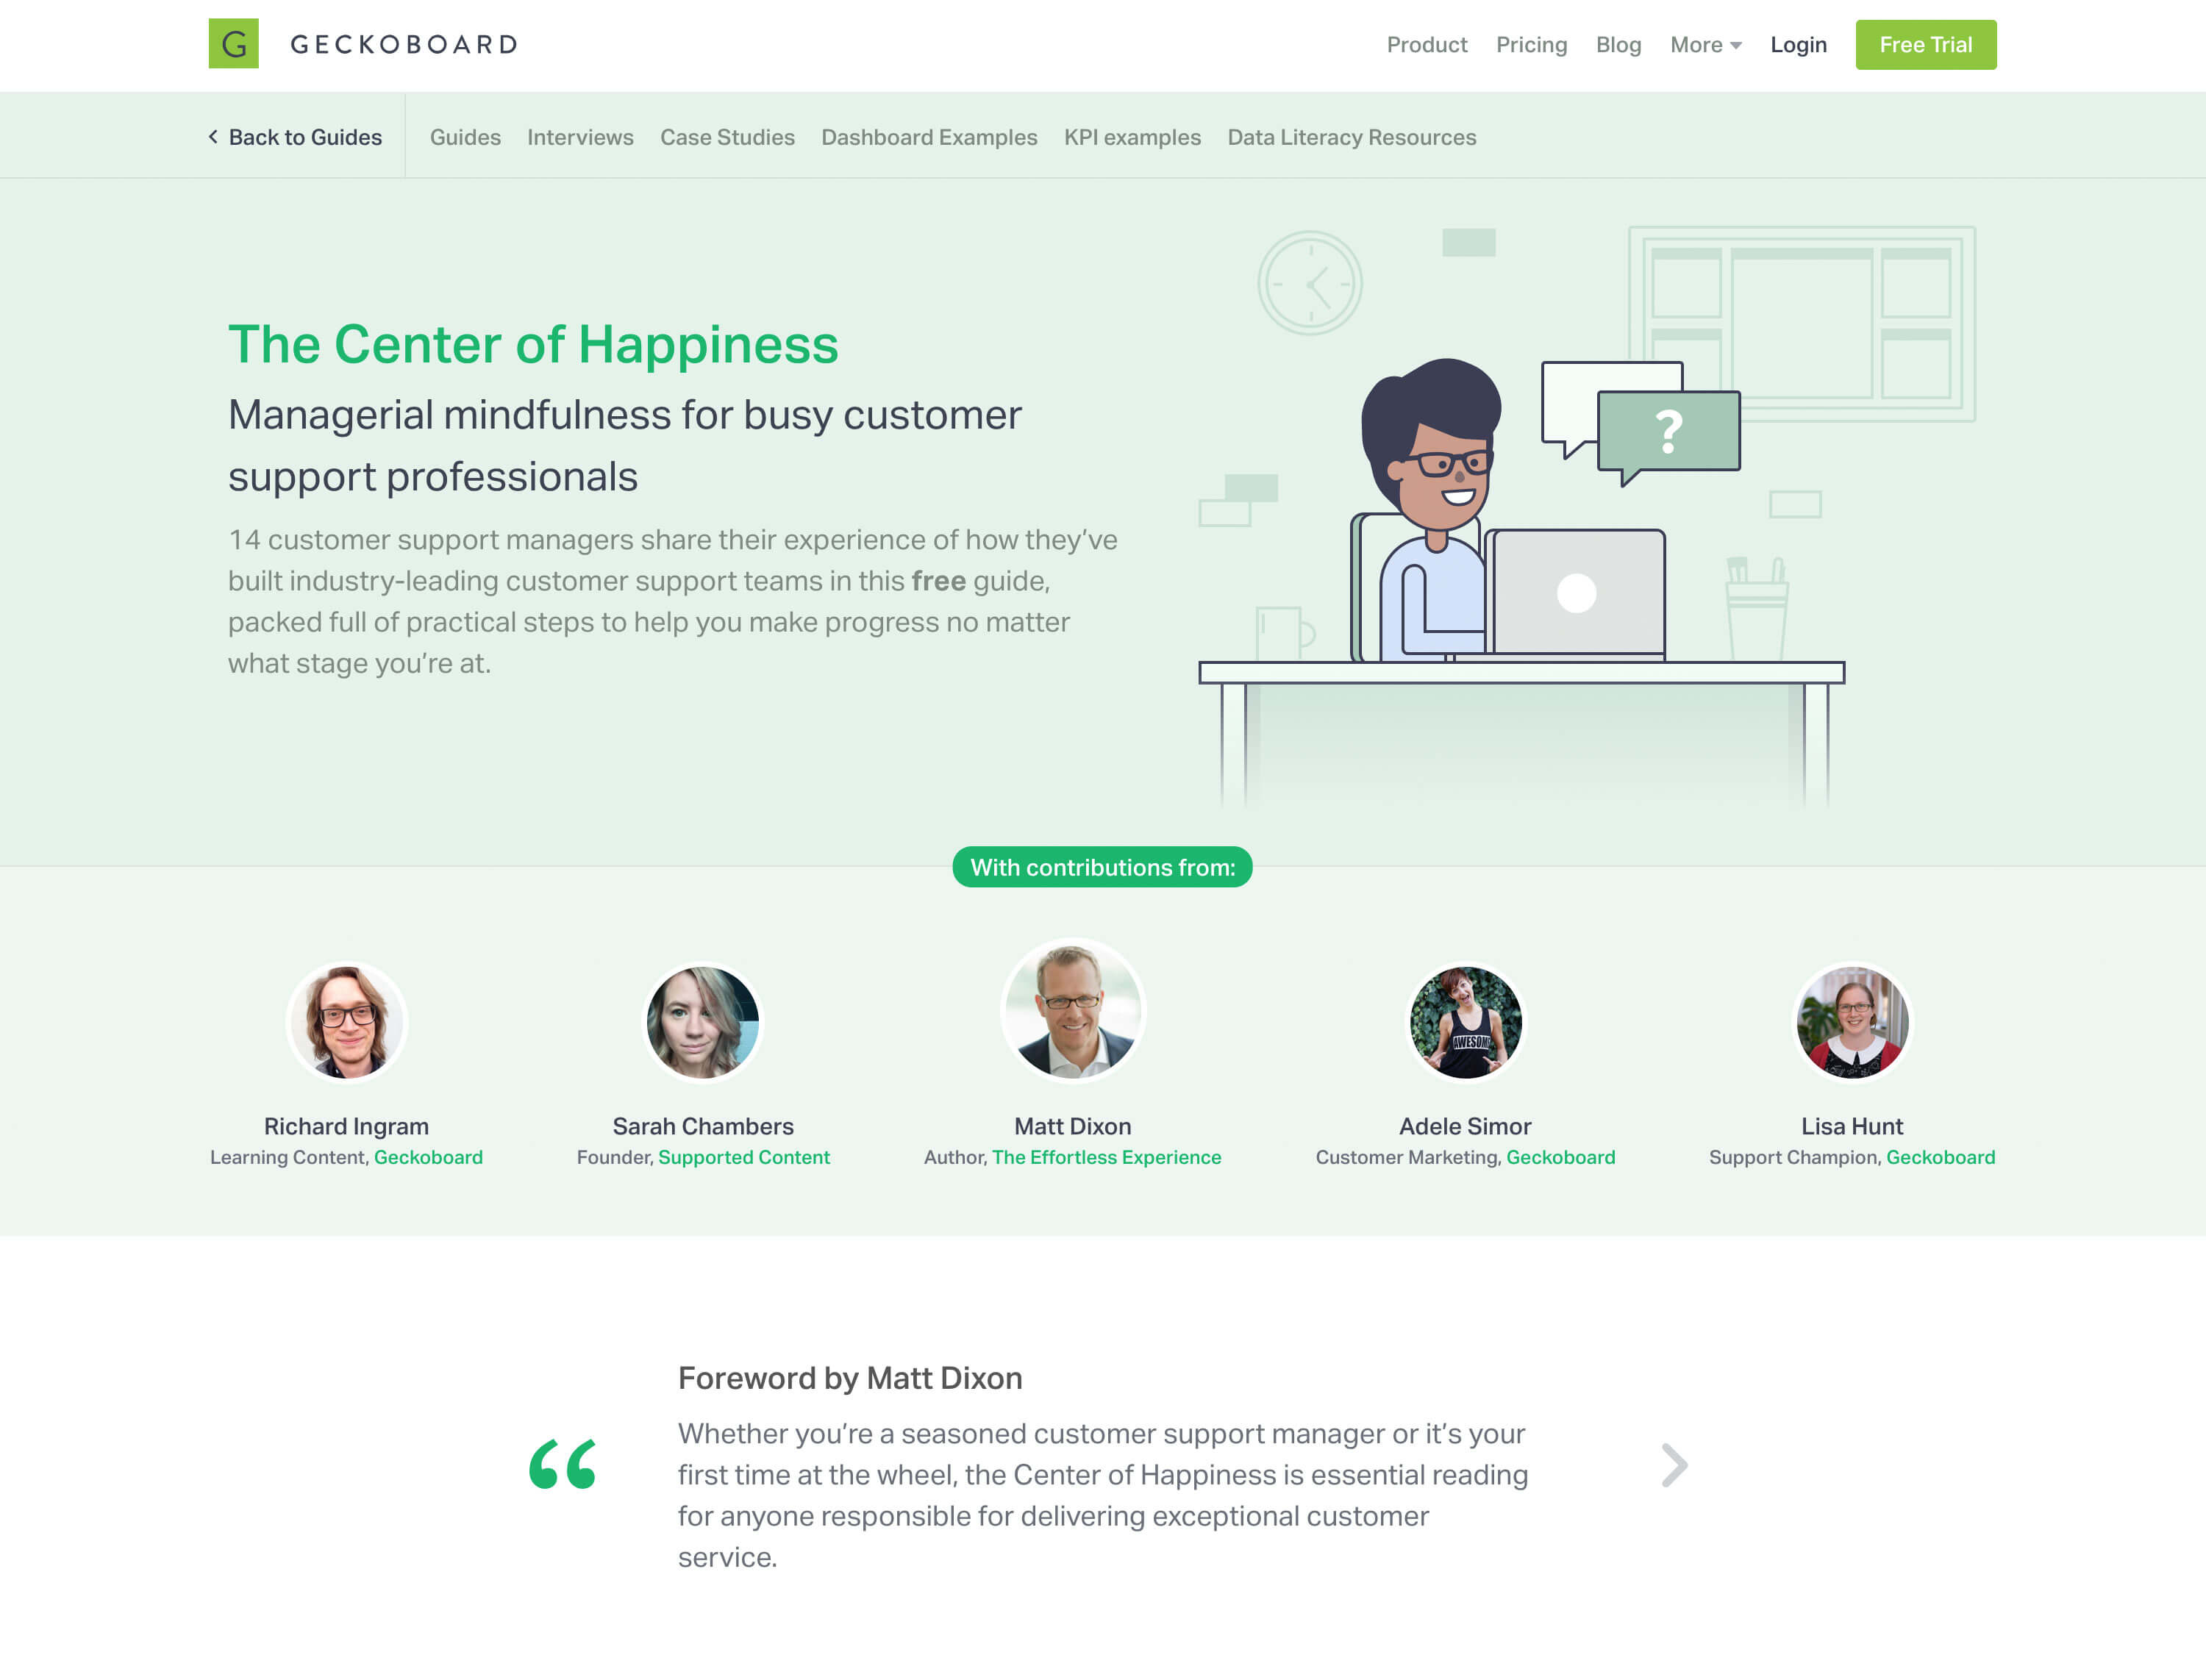 G GECKOBOARD
Product Pricing Blog More Login Free Trial
Back to Guides Guides Interviews Case Studies Dashboard Examples KPI examples Data Literacy Resources
The Center of Happiness
Managerial mindfulness for busy customer
support professionals
14 customer support managers share their experience of how they’ve
built industry-leading customer support teams in this free guide,
packed full of practical steps to help you make progress no matter
what stage you’re at.
?
With contributions from:
AWESOME
Richard Ingram
Learning Content, Geckoboard
Sarah Chambers
Founder, Supported Content
Matt Dixon
Author, The Effortless Experience
Adele Simor
Customer Marketing, Geckoboard
Lisa Hunt
Support Champion, Geckoboard
Foreword by Matt Dixon
“
Whether you’re a seasoned customer support manager or it’s your
first time at the wheel, the Center of Happiness is essential reading
for anyone responsible for delivering exceptional customer
service.